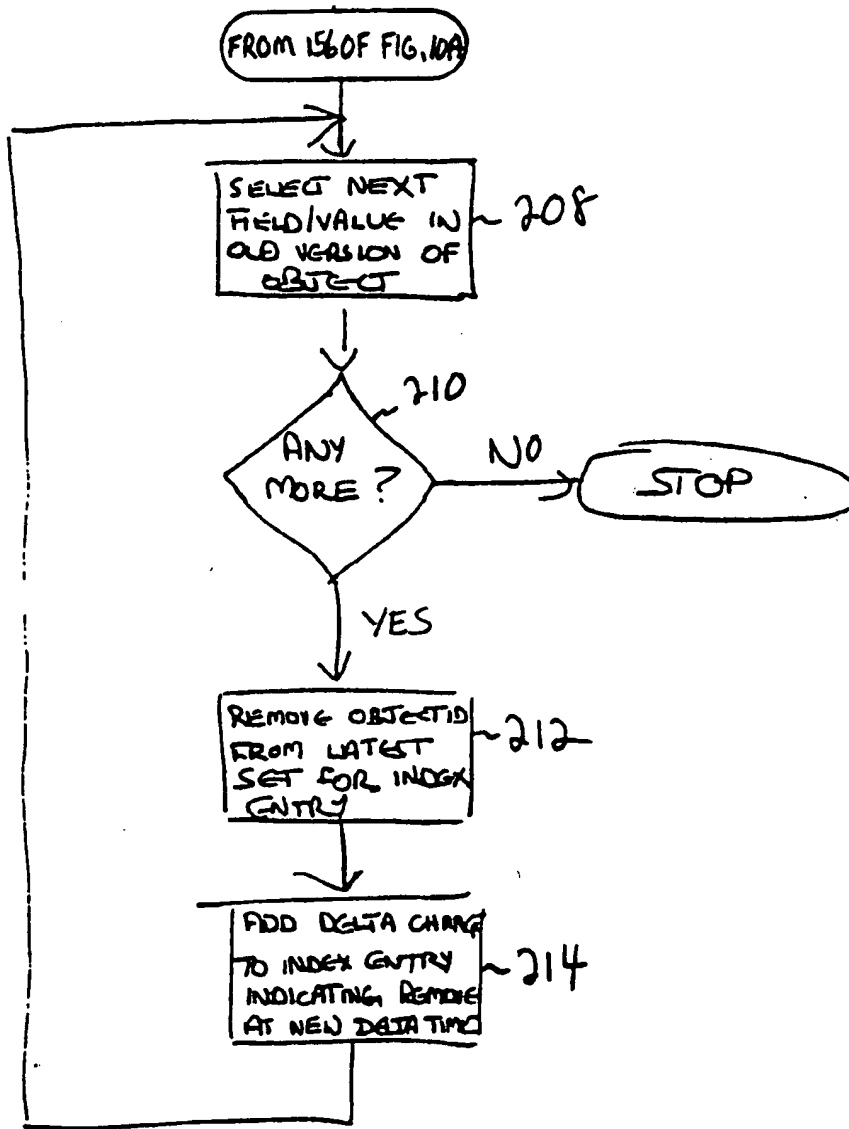 FROM 156 OF FIG. 10A
SELECT NEXT
FIELD/VALUE IN
OLD VERSION OF
OBJECT
~ 208
~ 210
ANY
MORE?
NO
STOP
YES
REMOVE OBJECTID
FROM LATEST
SET FOR INDEX
ENTRY
~ 212
ADD DELTA CHANGE
TO INDEX ENTRY
INDICATING REMOVE
AT NEW DELTA TIME
~ 214